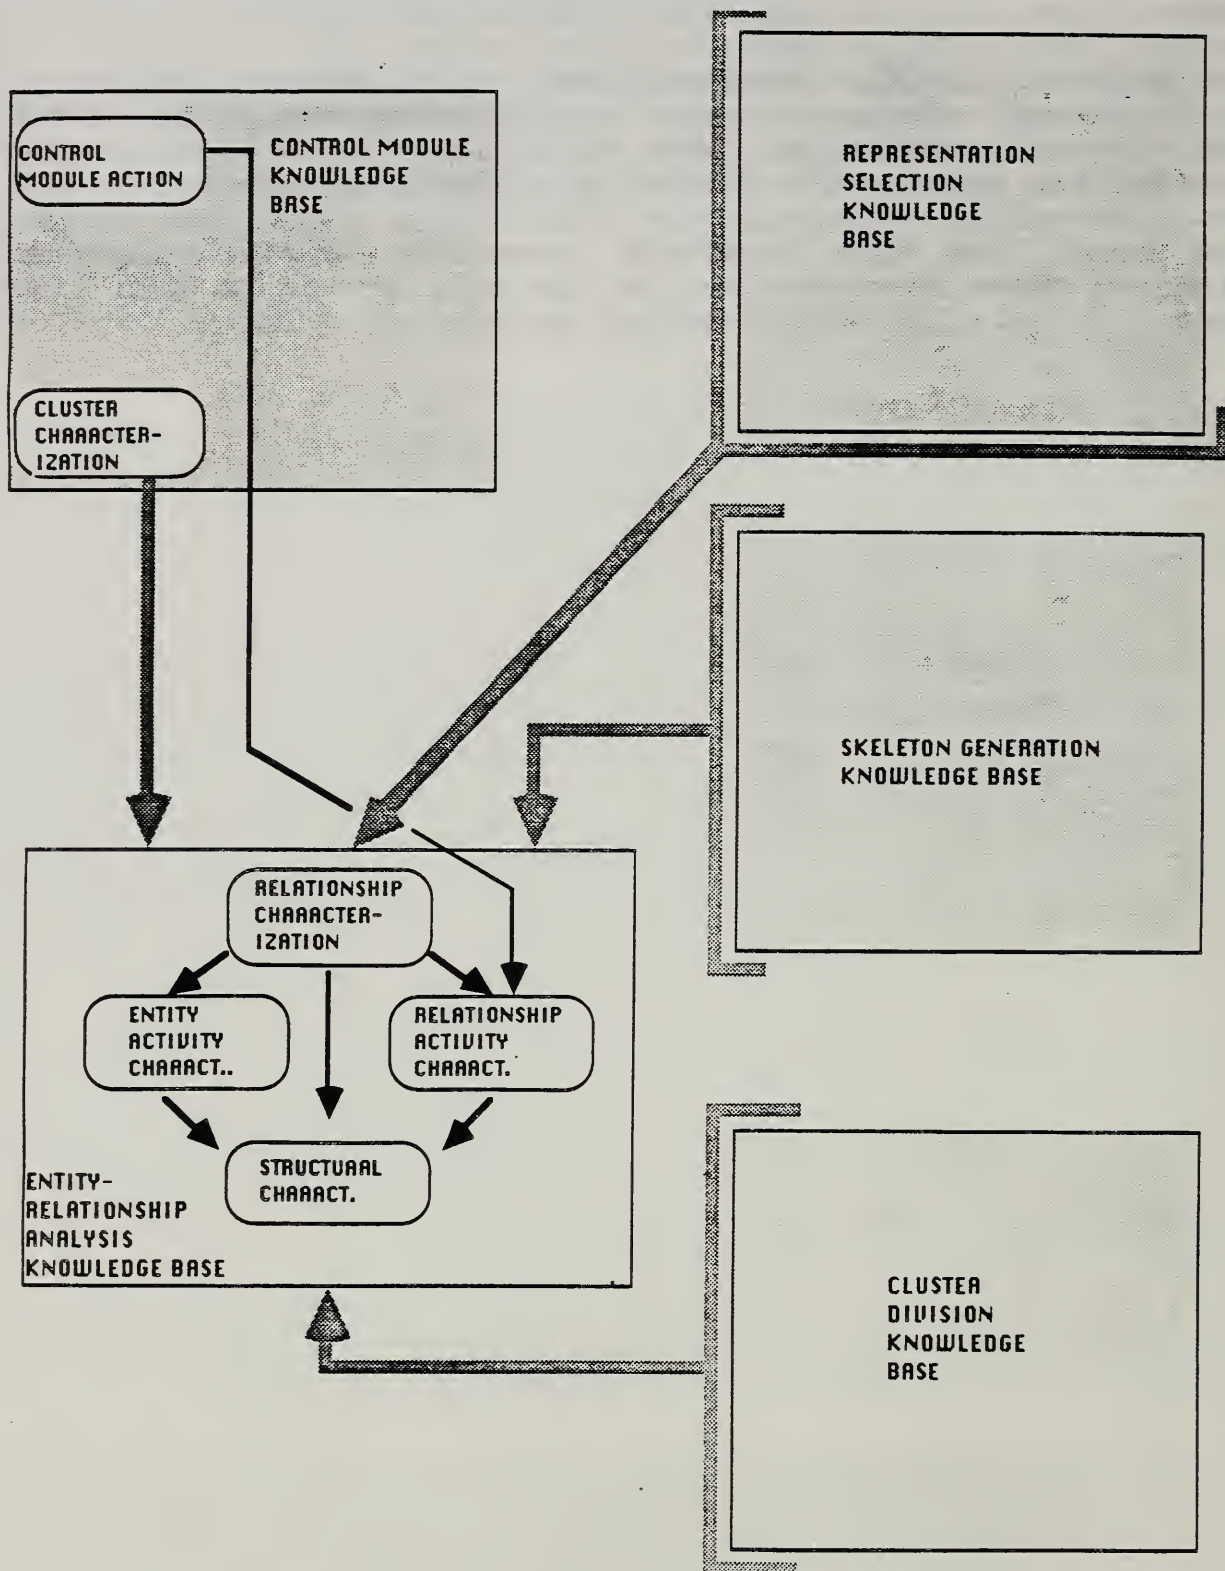 CONTROL
MODULE ACTION
CONTROL MODULE
KNOWLEDGE
BASE
CLUSTER
CHARACTER-
IZATION
REPRESENTATION
SELECTION
KNOWLEDGE
BASE
SKELETON GENERATION
KNOWLEDGE BASE
RELATIONSHIP
CHARACTER-
IZATION
ENTITY
ACTIVITY
CHARACT..
RELATIONSHIP
ACTIVITY
CHARACT.
STRUCTURAL
CHARACT.
ENTITY-
RELATIONSHIP
ANALYSIS
KNOWLEDGE BASE
CLUSTER
DIVISION
KNOWLEDGE
BASE